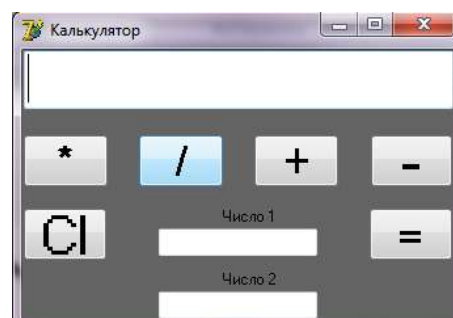 Калькулятор
* / + -
Cl Число 1 =
Число 2